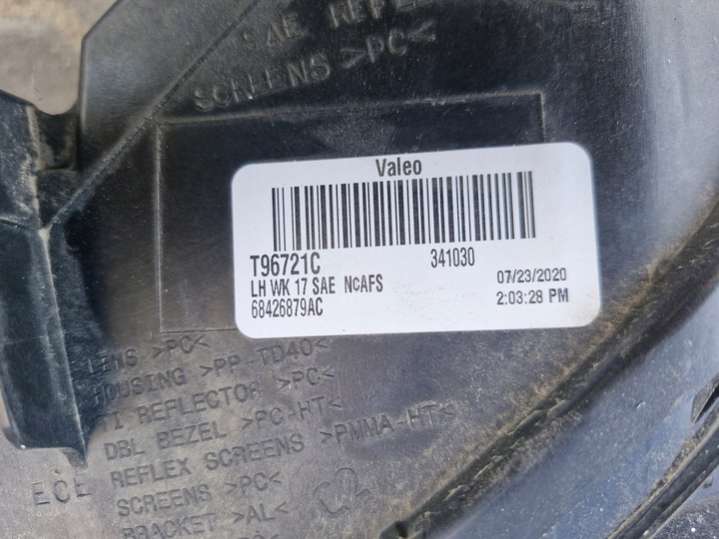 SAE REFLE
SCREENS >PC<
Valeo
T96721C 341030
LH WK 17 SAE NcAFS 07/23/2020
68426879AC 2:03:28 PM
LENS >PC<
HOUSING >PP-TD40<
REFLECTOR >PC<
DBL BEZEL >PC-HT<
ECE REFLEX SCREENS >PMMA-HT<
SCREENS >PC<
BRACKET >AL<